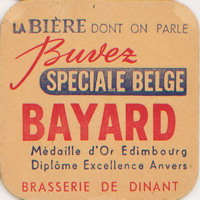 LA BIÈRE DONT ON PARLE
Buvez
SPECIALE BELGE
BAYARD
Médaille d'Or Edimbourg
Diplôme Excellence Anvers
BRASSERIE DE DINANT